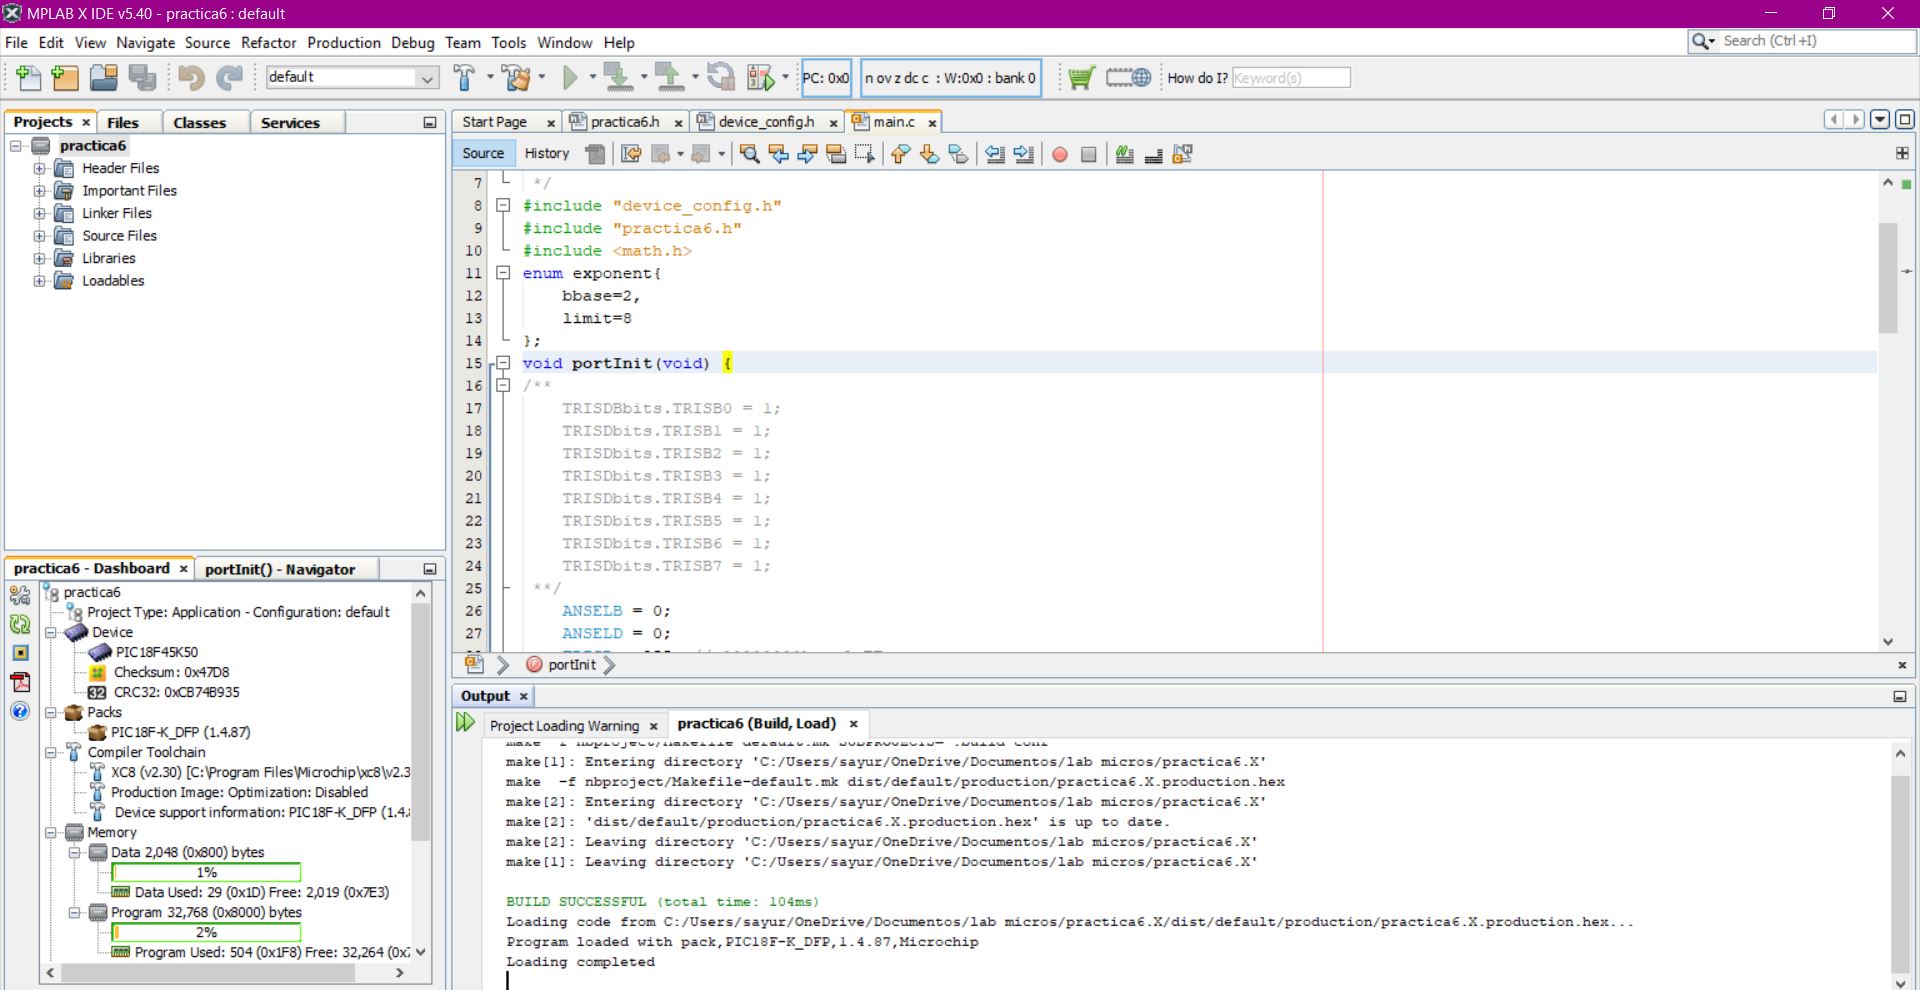 MPLAB X IDE v5.40 - practica6 : default
File Edit View Navigate Source Refactor Production Debug Team Tools Window Help
Search (Ctrl+I)
default
PC: 0x0
n ov z dc c : W:0x0 : bank 0
How do I? Keyword(s)
Projects Files Classes Services
practica6
Header Files
Important Files
Linker Files
Source Files
Libraries
Loadables
Start Page practica6.h device_config.h main.c
Source History
7 */
8 #include "device_config.h"
9 #include "practica6.h"
10 #include <math.h>
11 enum exponent{
12 bbase=2,
13 limit=8
14 };
15 void portInit(void) {
16 /**
17 TRISDBbits.TRISB0 = 1;
18 TRISDbits.TRISB1 = 1;
19 TRISDbits.TRISB2 = 1;
20 TRISDbits.TRISB3 = 1;
21 TRISDbits.TRISB4 = 1;
22 TRISDbits.TRISB5 = 1;
23 TRISDbits.TRISB6 = 1;
24 TRISDbits.TRISB7 = 1;
25 **/
26 ANSELB = 0;
27 ANSELD = 0;
portInit
practica6 - Dashboard portInit() - Navigator
practica6
Project Type: Application - Configuration: default
Device
PIC18F45K50
Checksum: 0x47D8
32 CRC32: 0xCB74B935
Packs
PIC18F-K_DFP (1.4.87)
Compiler Toolchain
XC8 (v2.30) [C:\Program Files\Microchip\xc8\v2.3
Production Image: Optimization: Disabled
Device support information: PIC18F-K_DFP (1.4.
Memory
Data 2,048 (0x800) bytes
1%
Data Used: 29 (0x1D) Free: 2,019 (0x7E3)
Program 32,768 (0x8000) bytes
2%
Program Used: 504 (0x1F8) Free: 32,264 (0x7
Output
Project Loading Warning practica6 (Build, Load)
make -f nbproject/Makefile-default.mk SUBPROJECTS= .build-conf
make[1]: Entering directory 'C:/Users/sayur/OneDrive/Documentos/lab micros/practica6.X'
make -f nbproject/Makefile-default.mk dist/default/production/practica6.X.production.hex
make[2]: Entering directory 'C:/Users/sayur/OneDrive/Documentos/lab micros/practica6.X'
make[2]: 'dist/default/production/practica6.X.production.hex' is up to date.
make[2]: Leaving directory 'C:/Users/sayur/OneDrive/Documentos/lab micros/practica6.X'
make[1]: Leaving directory 'C:/Users/sayur/OneDrive/Documentos/lab micros/practica6.X'
BUILD SUCCESSFUL (total time: 104ms)
Loading code from C:/Users/sayur/OneDrive/Documentos/lab micros/practica6.X/dist/default/production/practica6.X.production.hex...
Program loaded with pack,PIC18F-K_DFP,1.4.87,Microchip
Loading completed